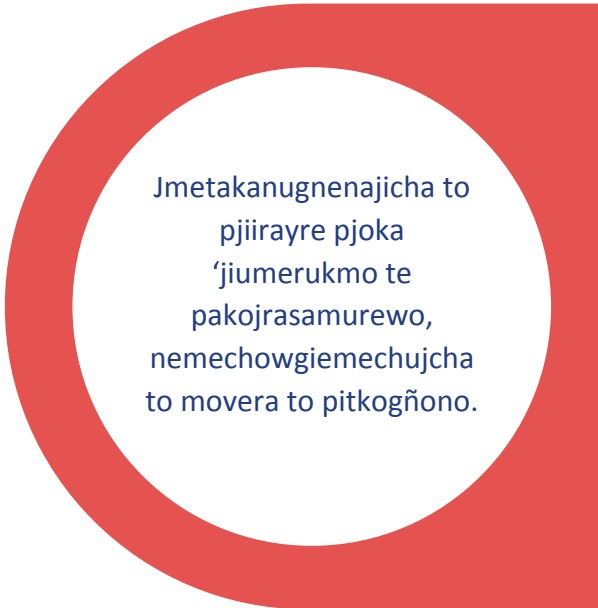 Jmetakanugnenajicha to
pjiirayre pjoka
‘jiumerukmo te
pakojrasamurewo,
nemechowgiemechujcha
to movera to pitkogñono.